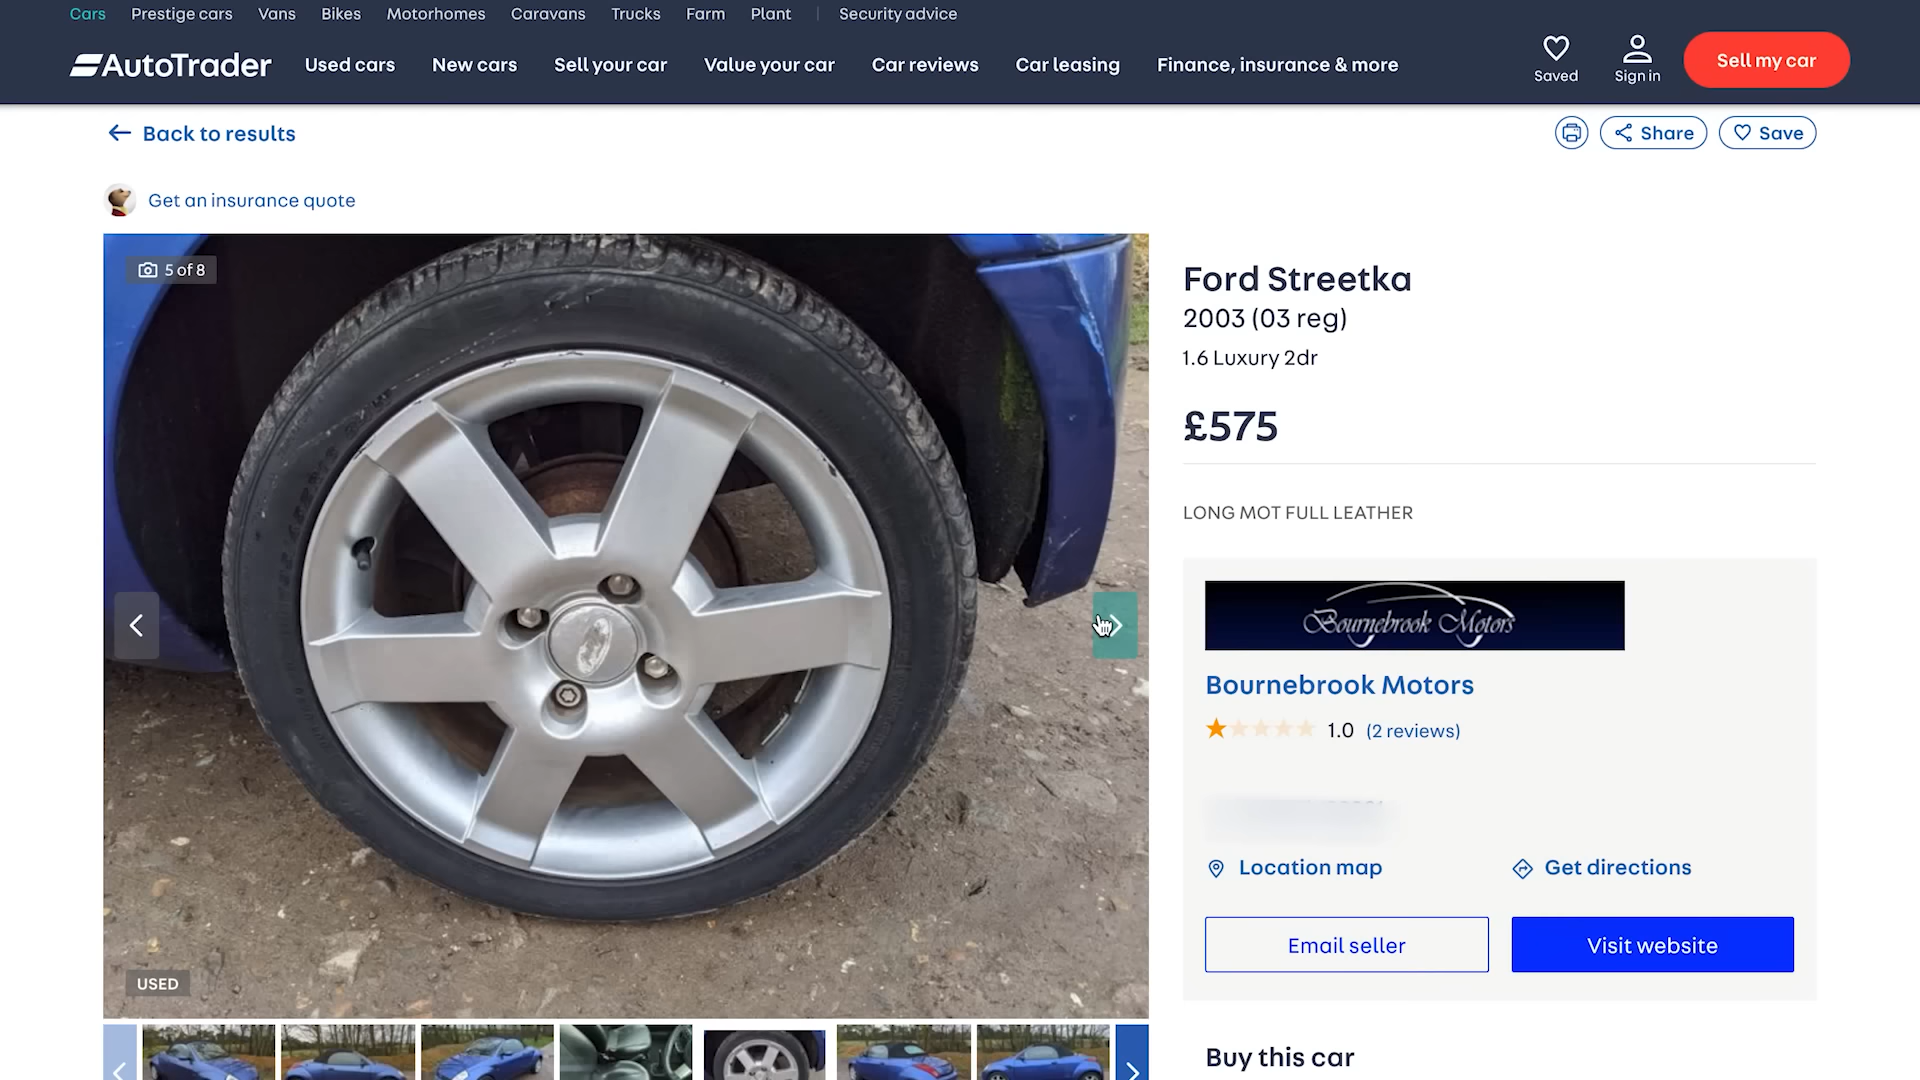 Cars Prestige cars Vans Bikes Motorhomes Caravans Trucks Farm Plant Security advice
AutoTrader Used cars New cars Sell your car Value your car Car reviews Car leasing Finance, insurance & more Saved Sign in Sell my car
Back to results
Share
Save
Get an insurance quote
5 of 8
USED
Ford Streetka
2003 (03 reg)
1.6 Luxury 2dr
£575
LONG MOT FULL LEATHER
Bournebrook Motors
Bournebrook Motors
1.0 (2 reviews)
Location map
Get directions
Email seller
Visit website
Buy this car